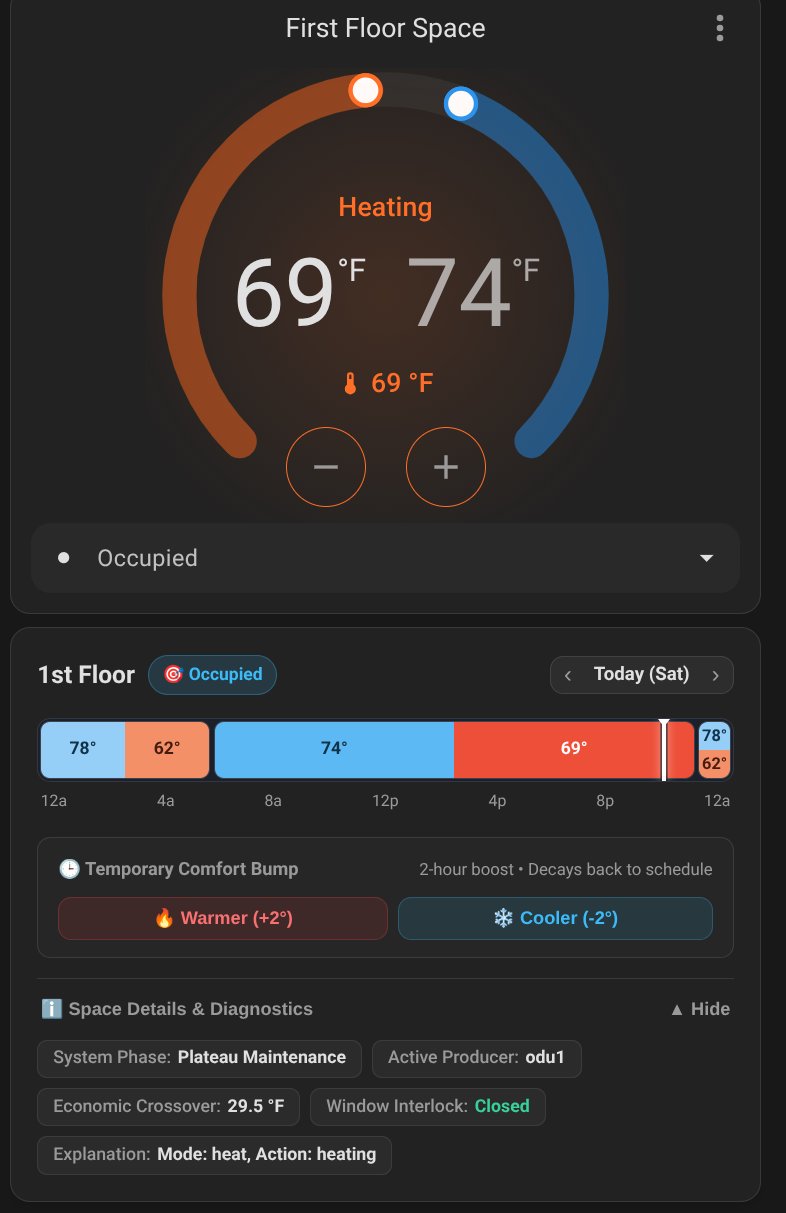 First Floor Space
Heating
69 °F 74 °F
69 °F
Occupied
1st Floor 🎯 Occupied ‹ Today (Sat) ›
78° 62° 74° 69° 78°
62°
12a 4a 8a 12p 4p 8p 12a
🕒 Temporary Comfort Bump 2-hour boost • Decays back to schedule
🔥 Warmer (+2°) ❄️ Cooler (-2°)
ℹ️ Space Details & Diagnostics ▲ Hide
System Phase: Plateau Maintenance Active Producer: odu1
Economic Crossover: 29.5 °F Window Interlock: Closed
Explanation: Mode: heat, Action: heating